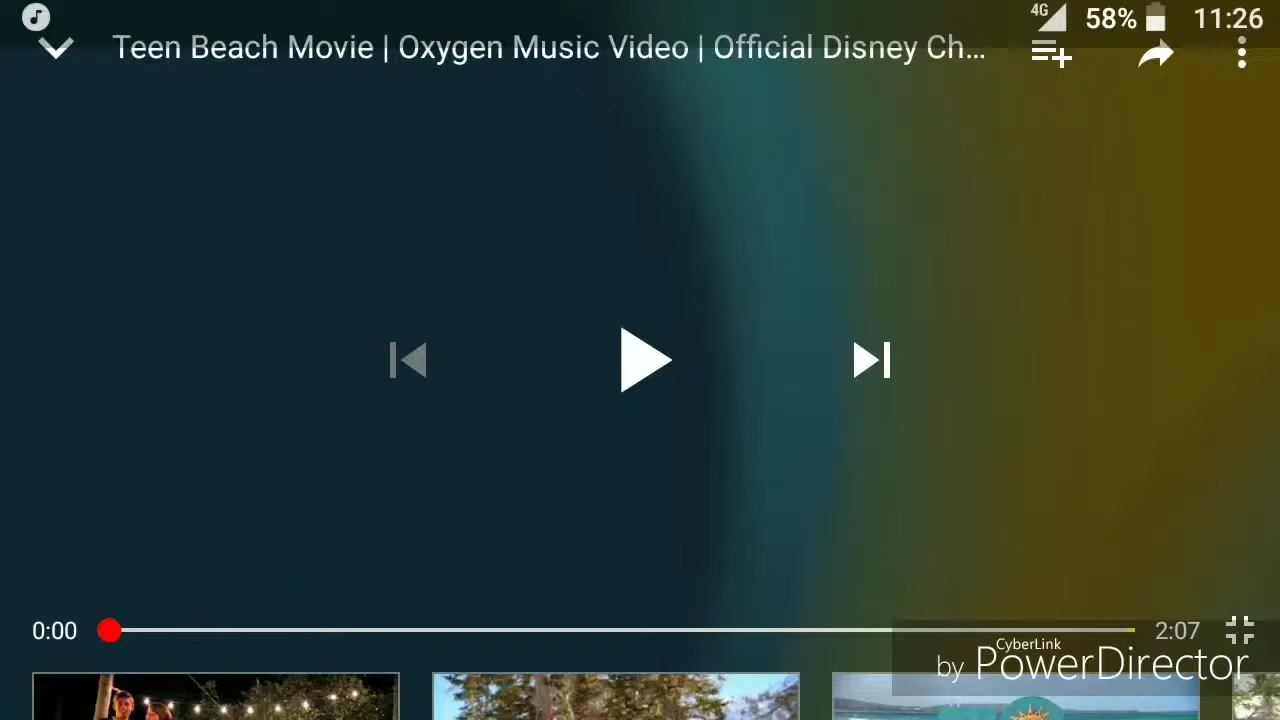 4G 58% 11:26
Teen Beach Movie | Oxygen Music Video | Official Disney Ch...
0:00 2:07
CyberLink
by PowerDirector